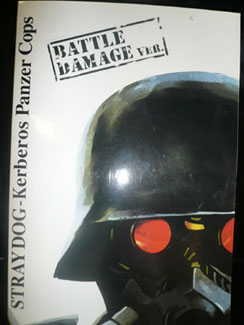 BATTLE
DAMAGE VER.
STRAY DOG-Kerberos Panzer Cops